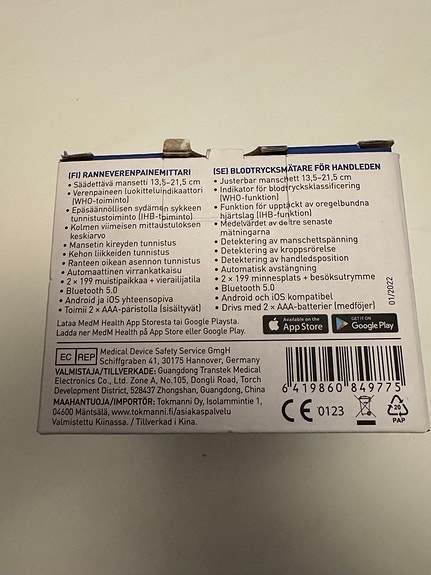 (FI) RANNEVERENPAINEMITTARI
• Säädettävä mansetti 13,5–21,5 cm
• Verenpaineen luokitteluindikaattori
(WHO-toiminto)
• Epäsäännöllisen sydämen sykkeen
tunnistustoiminto (IHB-toiminto)
• Kolmen viimeisen mittaustuloksen
keskiarvo
• Mansetin kireyden tunnistus
• Kehon liikkeiden tunnistus
• Ranteen oikean asennon tunnistus
• Automaattinen virrankatkaisu
• 2 × 199 muistipaikkaa + vierailijatila
• Bluetooth 5.0
• Android ja iOS yhteensopiva
• Toimii 2 × AAA-paristolla (sisältyvät)
(SE) BLODTRYCKSMÄTARE FÖR HANDLEDEN
• Justerbar manschett 13,5–21,5 cm
• Indikator för blodtrycksklassificering
(WHO-funktion)
• Funktion för upptäckt av oregelbundna
hjärtslag (IHB-funktion)
• Medelvärdet av de tre senaste
mätningarna
• Detektering av manschettspänning
• Detektering av kroppsrörelse
• Detektering av handledsposition
• Automatisk avstängning
• 2 × 199 minnesplats + besöksutrymme
• Bluetooth 5.0
• Android och iOS kompatibel
• Drivs med 2 × AAA-batterier (medföljer)
01/2022
Lataa MedM Health App Storesta tai Google Playsta.
Ladda ner MedM Health på App Store eller Google Play.
Available on the
App Store
GET IT ON
Google Play
EC REP
Medical Device Safety Service GmbH
Schiffgraben 41, 30175 Hannover, Germany
VALMISTAJA/TILLVERKARE: Guangdong Transtek Medical
Electronics Co., Ltd. Zone A, No.105, Dongli Road, Torch
Development District, 528437 Zhongshan, Guangdong, China
MAAHANTUOJA/IMPORTÖR: Tokmanni Oy, Isolammintie 1,
04600 Mäntsälä, www.tokmanni.fi/asiakaspalvelu
Valmistettu Kiinassa. / Tillverkad i Kina.
6 419860 849775
CE 0123
20
PAP